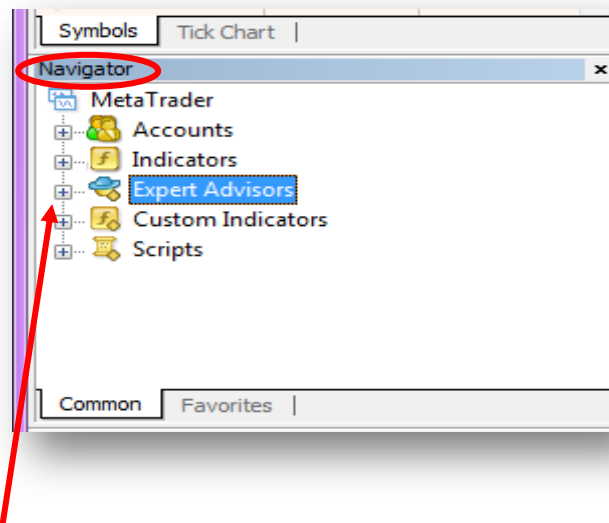 Symbols Tick Chart
Navigator
MetaTrader
Accounts
Indicators
Expert Advisors
Custom Indicators
Scripts
Common Favorites